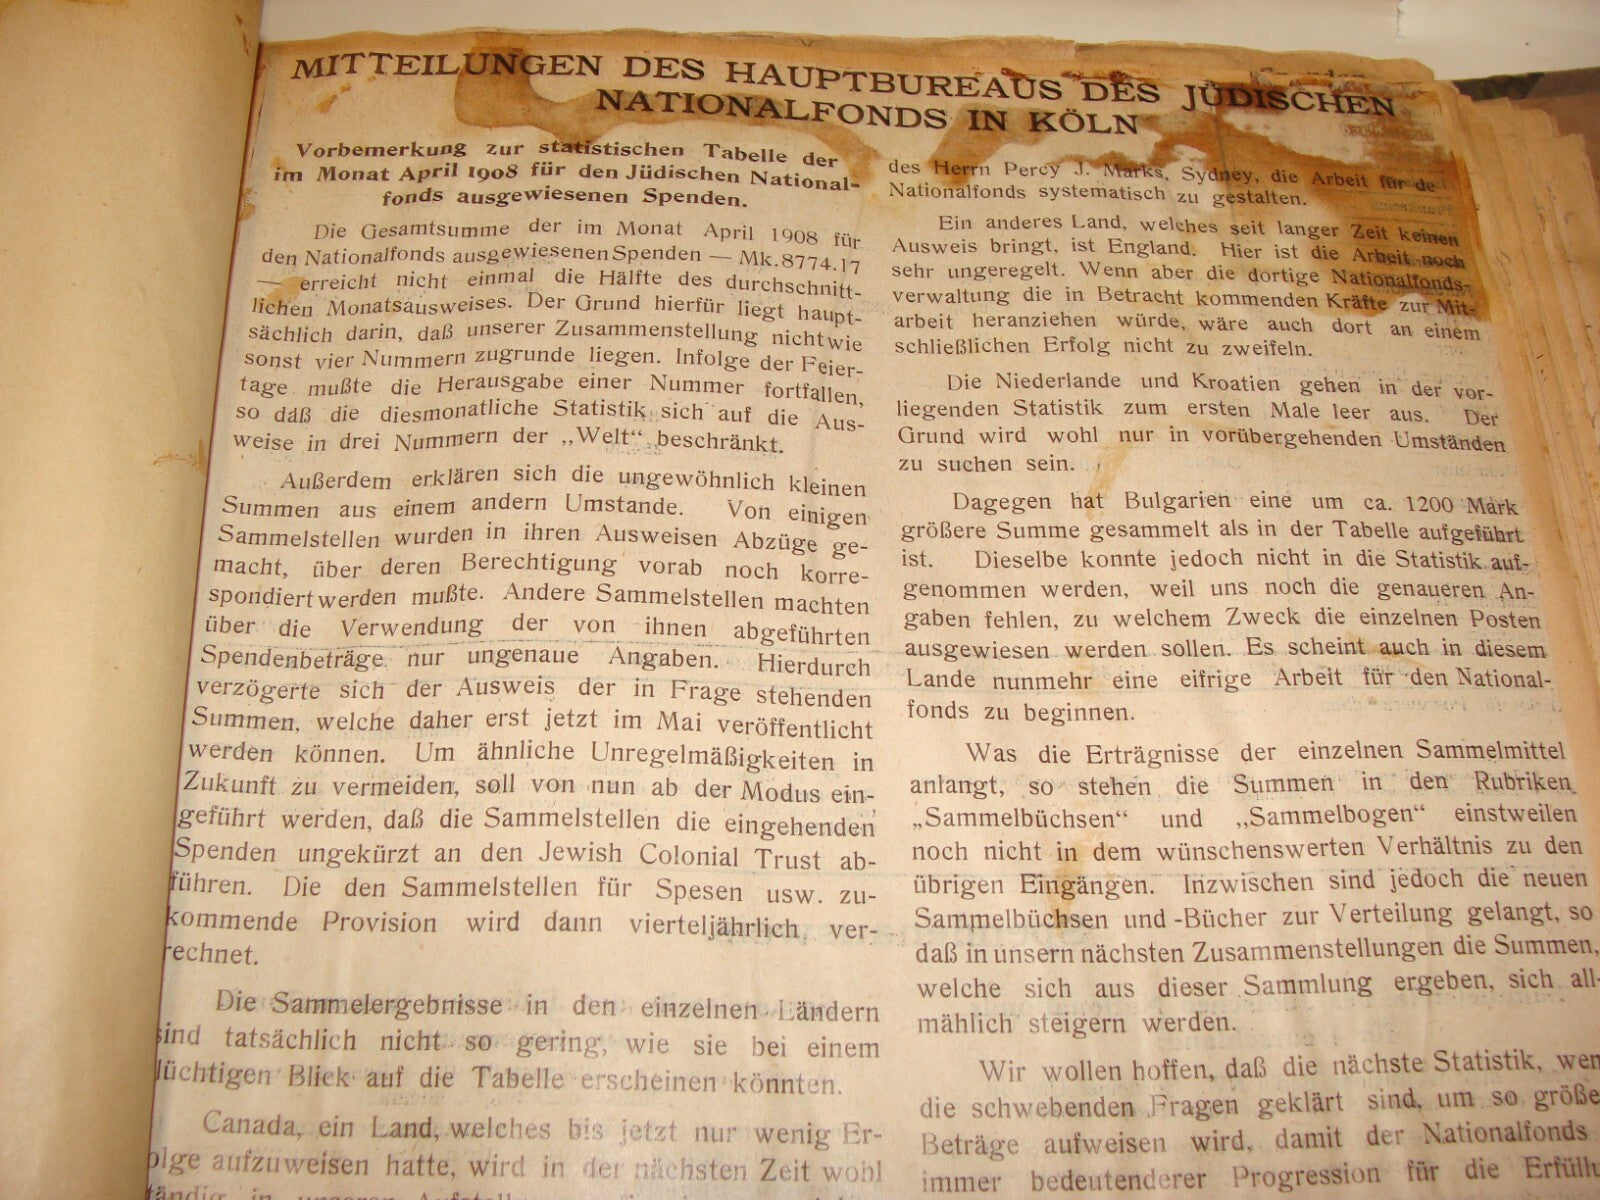 MITTEILUNGEN DES HAUPTBUREAUS DES JÜDISCHEN
NATIONALFONDS IN KÖLN
Vorbemerkung zur statistischen Tabelle der
im Monat April 1908 für den Jüdischen National-
fonds ausgewiesenen Spenden.
Die Gesamtsumme der im Monat April 1908 für
den Nationalfonds ausgewiesenen Spenden — Mk. 8774.17
— erreicht nicht einmal die Hälfte des durchschnitt-
lichen Monatsausweises. Der Grund hierfür liegt haupt-
sächlich darin, daß unserer Zusammenstellung nicht wie
sonst vier Nummern zugrunde liegen. Infolge der Feier-
tage mußte die Herausgabe einer Nummer fortfallen,
so daß die diesmonatliche Statistik sich auf die Aus-
weise in drei Nummern der „Welt“ beschränkt.
Außerdem erklären sich die ungewöhnlich kleinen
Summen aus einem andern Umstande. Von einigen
Sammelstellen wurden in ihren Ausweisen Abzüge ge-
macht, über deren Berechtigung vorab noch korre-
spondiert werden mußte. Andere Sammelstellen machten
über die Verwendung der von ihnen abgeführten
Spendenbeträge nur ungenaue Angaben. Hierdurch
verzögerte sich der Ausweis der in Frage stehenden
Summen, welche daher erst jetzt im Mai veröffentlicht
werden können. Um ähnliche Unregelmäßigkeiten in
Zukunft zu vermeiden, soll von nun ab der Modus ein-
geführt werden, daß die Sammelstellen die eingehenden
Spenden ungekürzt an den Jewish Colonial Trust ab-
führen. Die den Sammelstellen für Spesen usw. zu-
kommende Provision wird dann vierteljährlich ver-
rechnet.
Die Sammelergebnisse in den einzelnen Ländern
sind tatsächlich nicht so gering, wie sie bei einem
lüchtigen Blick auf die Tabelle erscheinen könnten.
Canada, ein Land, welches bis jetzt nur wenig Er-
olge aufzuweisen hatte, wird in der nächsten Zeit wohl
tändig in unseren
des Herrn Percy J. Marks, Sydney, die Arbeit für de
Nationalfonds systematisch zu gestalten.
Ein anderes Land, welches seit langer Zeit keinen
Ausweis bringt, ist England. Hier ist die Arbeit noch
sehr ungeregelt. Wenn aber die dortige Nationalfonds-
verwaltung die in Betracht kommenden Kräfte zur Mit-
arbeit heranziehen würde, wäre auch dort an einem
schließlichen Erfolg nicht zu zweifeln.
Die Niederlande und Kroatien gehen in der vor-
liegenden Statistik zum ersten Male leer aus. Der
Grund wird wohl nur in vorübergehenden Umständen
zu suchen sein.
Dagegen hat Bulgarien eine um ca. 1200 Mark
größere Summe gesammelt als in der Tabelle aufgeführt
ist. Dieselbe konnte jedoch nicht in die Statistik auf-
genommen werden, weil uns noch die genaueren An-
gaben fehlen, zu welchem Zweck die einzelnen Posten
ausgewiesen werden sollen. Es scheint auch in diesem
Lande nunmehr eine eifrige Arbeit für den National-
fonds zu beginnen.
Was die Erträgnisse der einzelnen Sammelmittel
anlangt, so stehen die Summen in den Rubriken
„Sammelbüchsen“ und „Sammelbogen“ einstweilen
noch nicht in dem wünschenswerten Verhältnis zu den
übrigen Eingängen. Inzwischen sind jedoch die neuen
Sammelbüchsen und -Bücher zur Verteilung gelangt, so
daß in unsern nächsten Zusammenstellungen die Summen,
welche sich aus dieser Sammlung ergeben, sich all-
mählich steigern werden.
Wir wollen hoffen, daß die nächste Statistik, wen
die schwebenden Fragen geklärt sind, um so größe
Beträge aufweisen wird, damit der Nationalfonds
immer bedeutenderer Progression für die Erfüllu